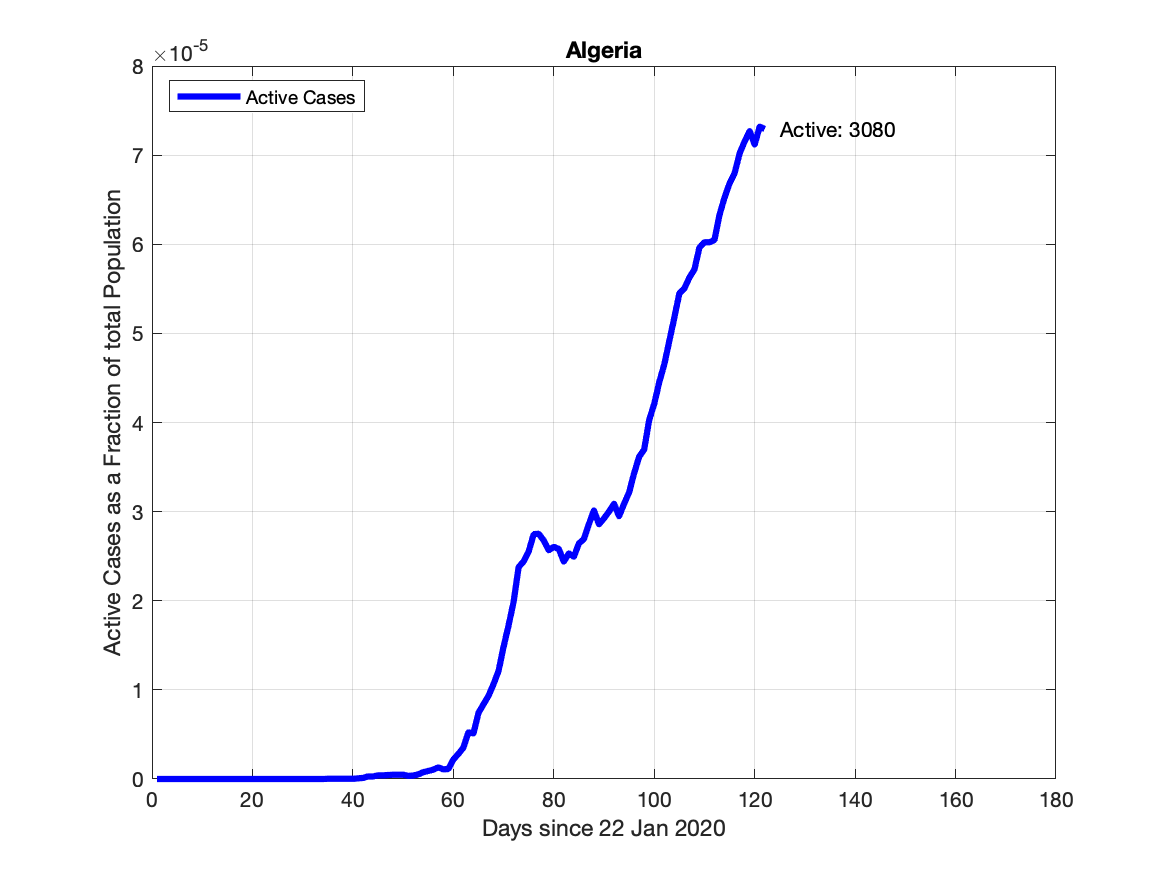 Algeria
×10-5
Active Cases
Active: 3080
8
7
6
5
4
3
2
1
0
Active Cases as a Fraction of total Population
0 20 40 60 80 100 120 140 160 180
Days since 22 Jan 2020